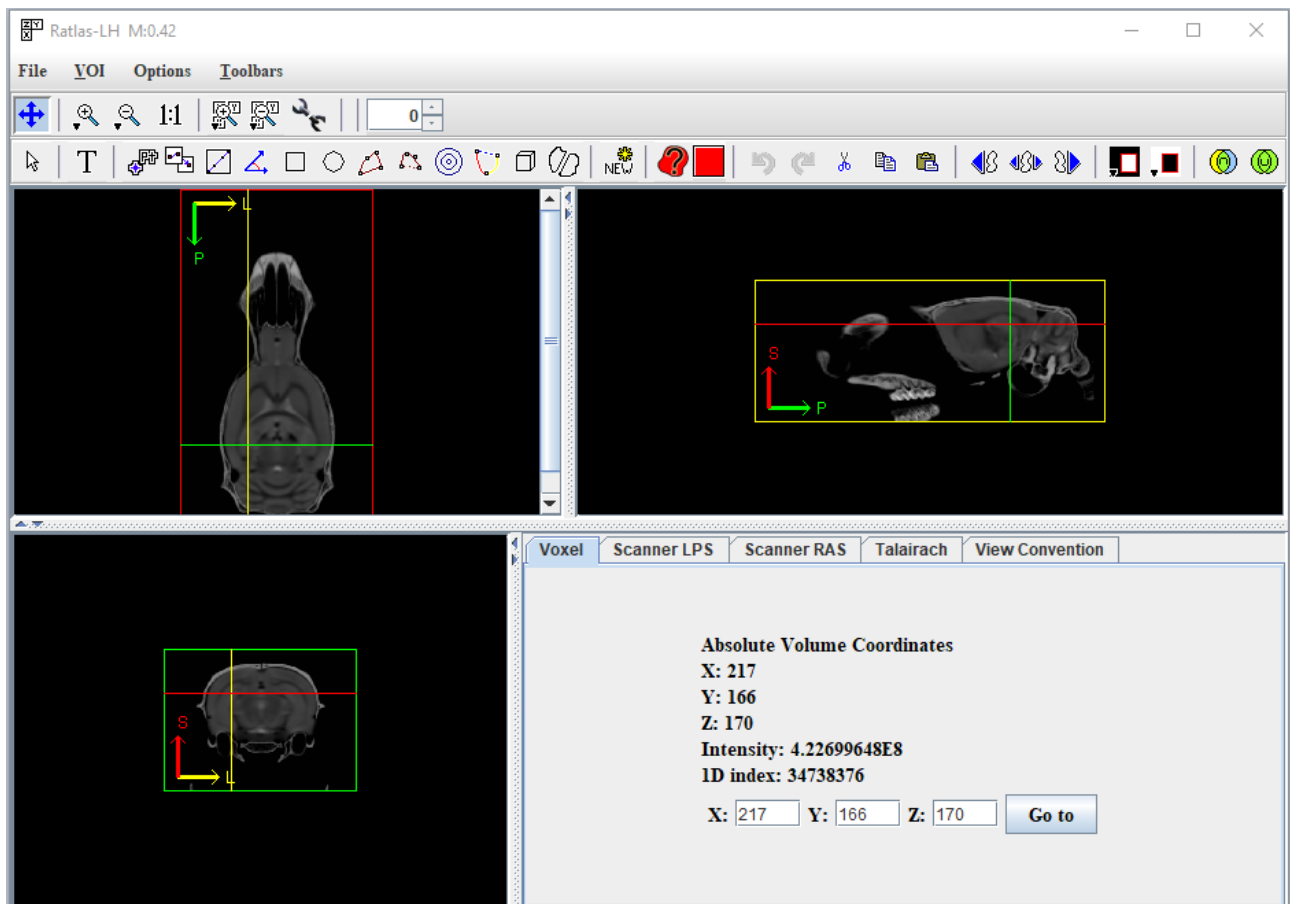 Ratlas-LH M:0.42
File VOI Options Toolbars
1:1 0
T NEW
L
P
S
P
Voxel Scanner LPS Scanner RAS Talairach View Convention
S
L
Absolute Volume Coordinates
X: 217
Y: 166
Z: 170
Intensity: 4.22699648E8
1D index: 34738376
X: 217 Y: 166 Z: 170 Go to